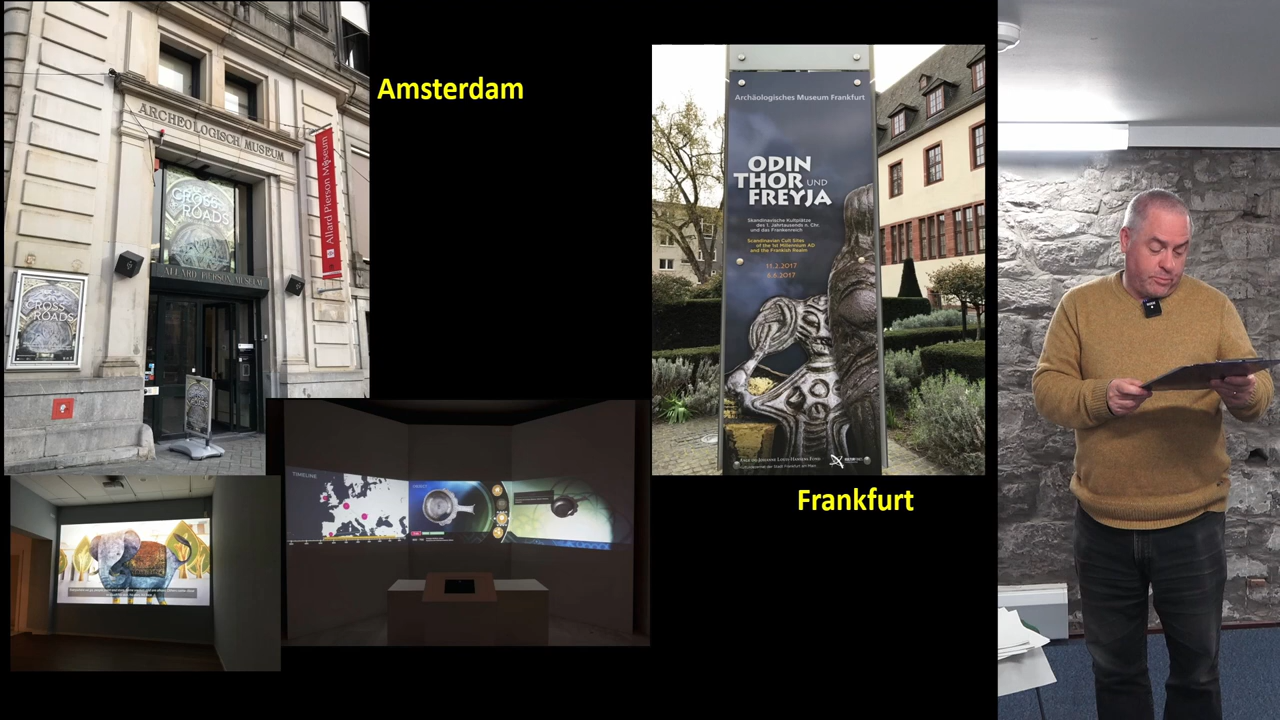 Amsterdam
ARCHEOLOGISCH MUSEUM
CROSS
ROADS
Allard Pierson Museum
ALLARD PIERSON MUSEUM
CROSS
ROADS
TIMELINE
OBJECT
Archäologisches Museum Frankfurt
ODIN
THOR UND
FREYJA
Skandinavische Kultplätze
des 1. Jahrtausends n. Chr.
und das Frankenreich
Scandinavian Cult Sites
of the 1st Millennium AD
and the Frankish Realm
11.2.2017
6.6.2017
Frankfurt